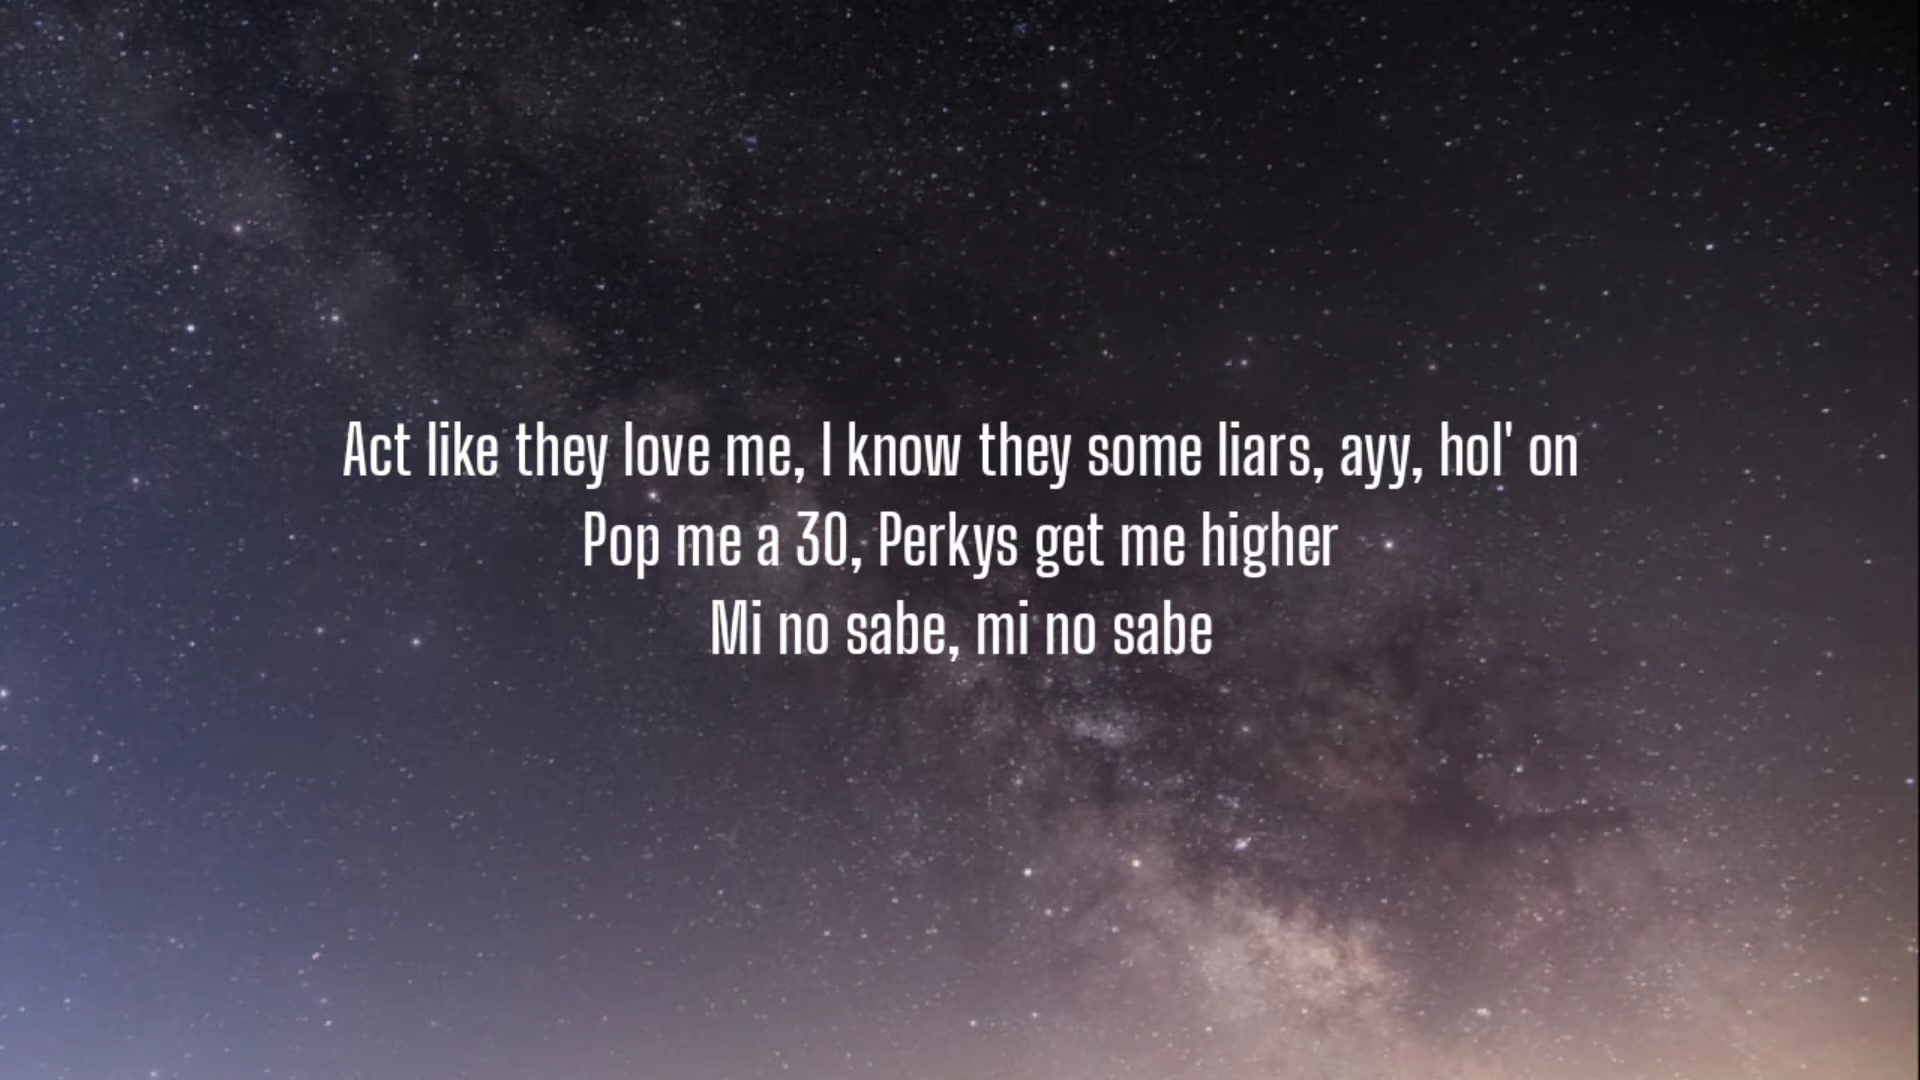 Act like they love me, I know they some liars, ayy, hol' on
Pop me a 30, Perkys get me higher
Mi no sabe, mi no sabe